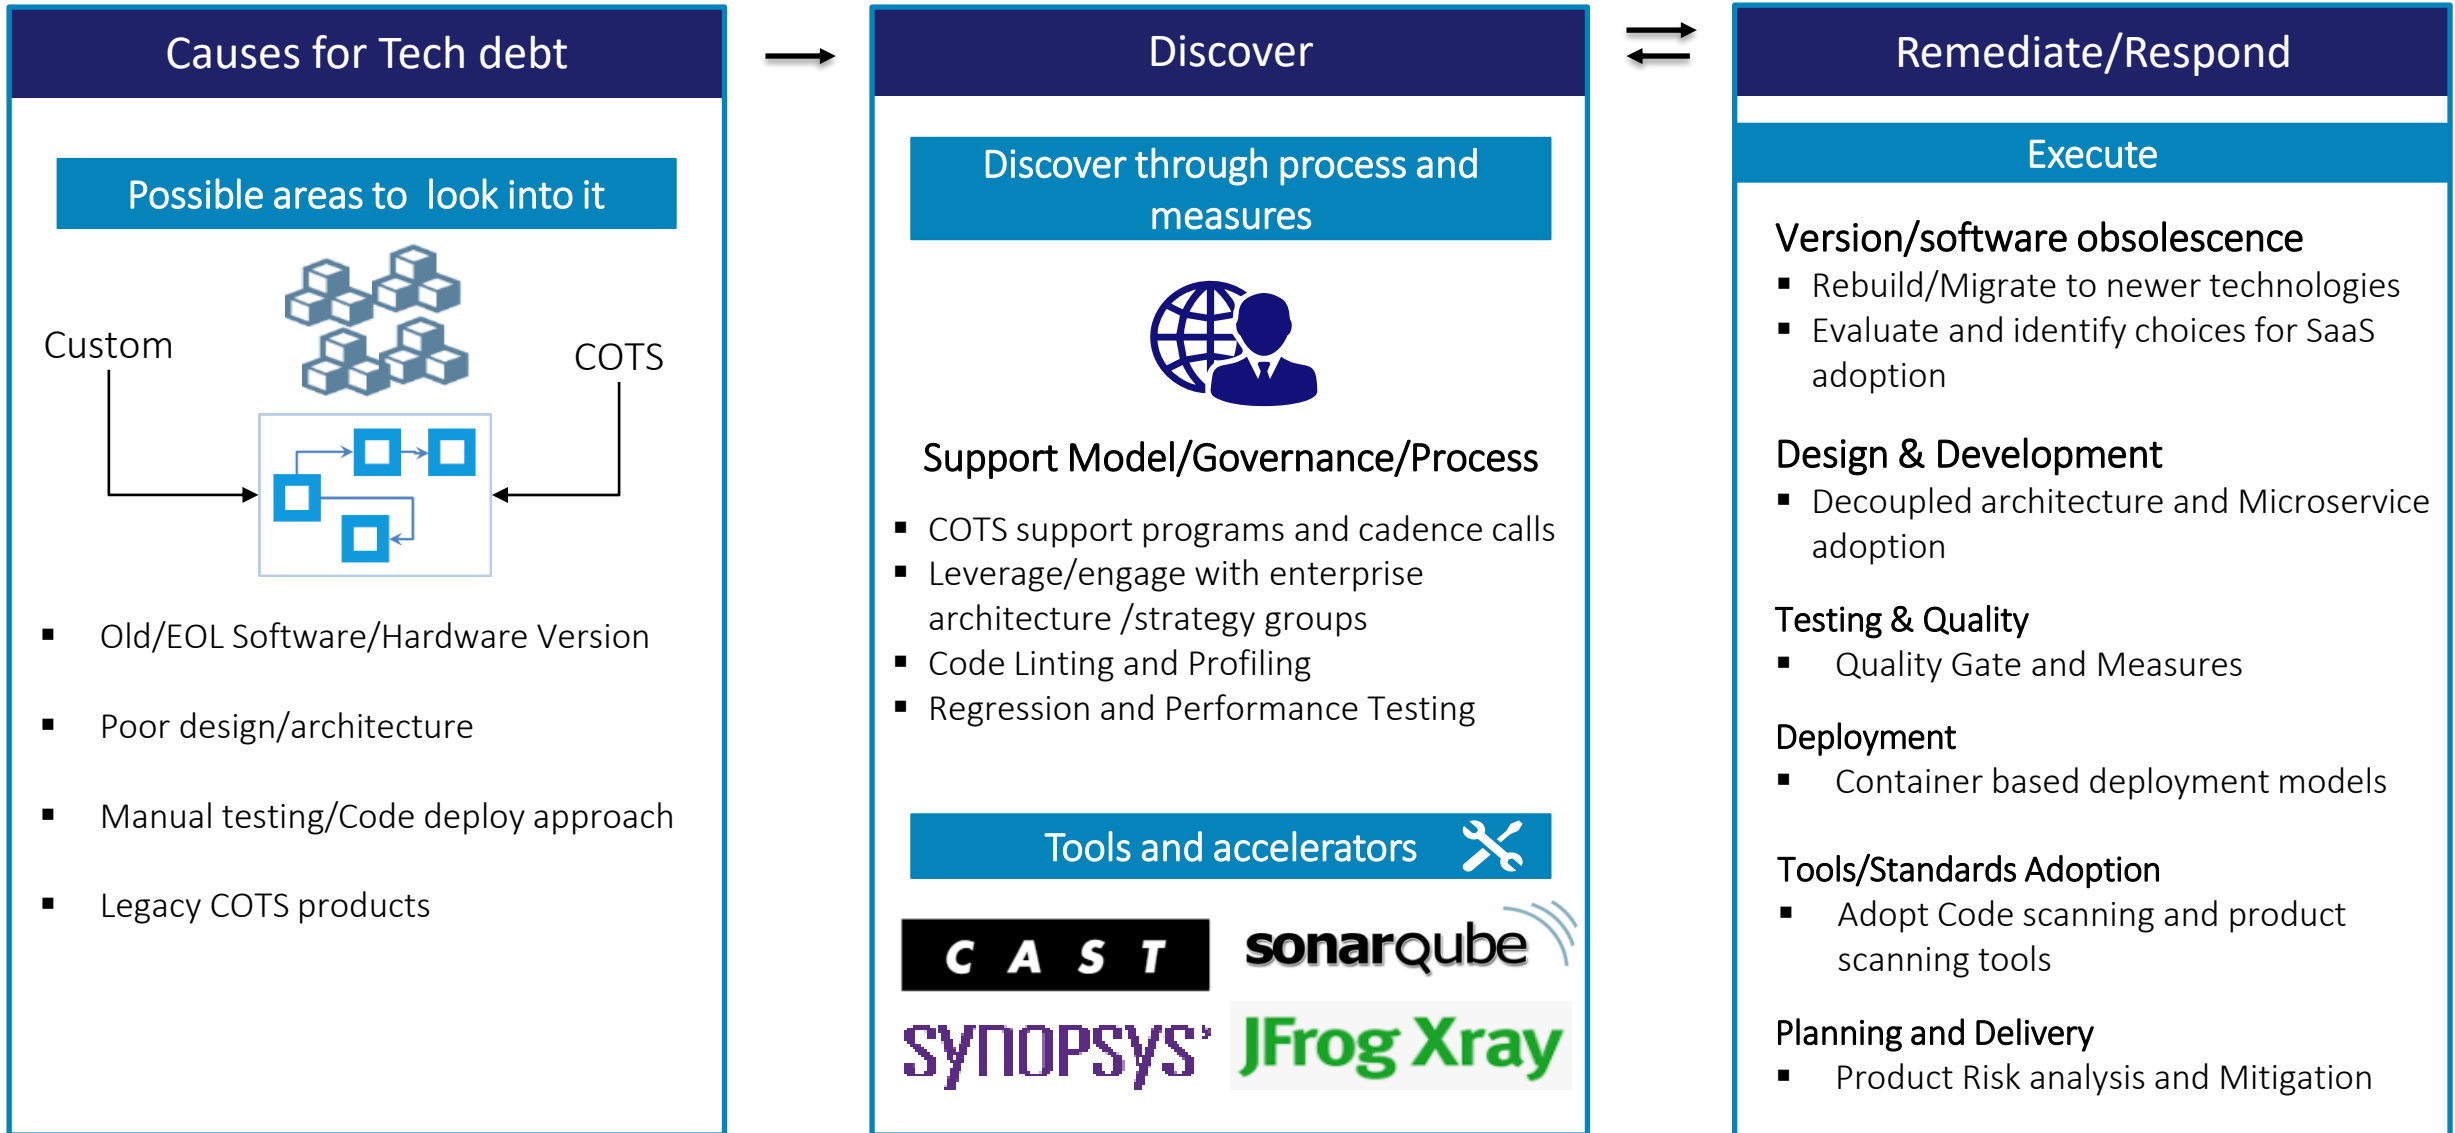 Causes for Tech debt
Possible areas to look into it
Custom
COTS
▪ Old/EOL Software/Hardware Version
▪ Poor design/architecture
▪ Manual testing/Code deploy approach
▪ Legacy COTS products
Discover
Discover through process and
measures
Support Model/Governance/Process
▪ COTS support programs and cadence calls
▪ Leverage/engage with enterprise
architecture /strategy groups
▪ Code Linting and Profiling
▪ Regression and Performance Testing
Tools and accelerators
CAST
sonarqube
SYNOPSYS
JFrog Xray
Remediate/Respond
Execute
Version/software obsolescence
▪ Rebuild/Migrate to newer technologies
▪ Evaluate and identify choices for SaaS
adoption
Design & Development
▪ Decoupled architecture and Microservice
adoption
Testing & Quality
▪ Quality Gate and Measures
Deployment
▪ Container based deployment models
Tools/Standards Adoption
▪ Adopt Code scanning and product
scanning tools
Planning and Delivery
▪ Product Risk analysis and Mitigation